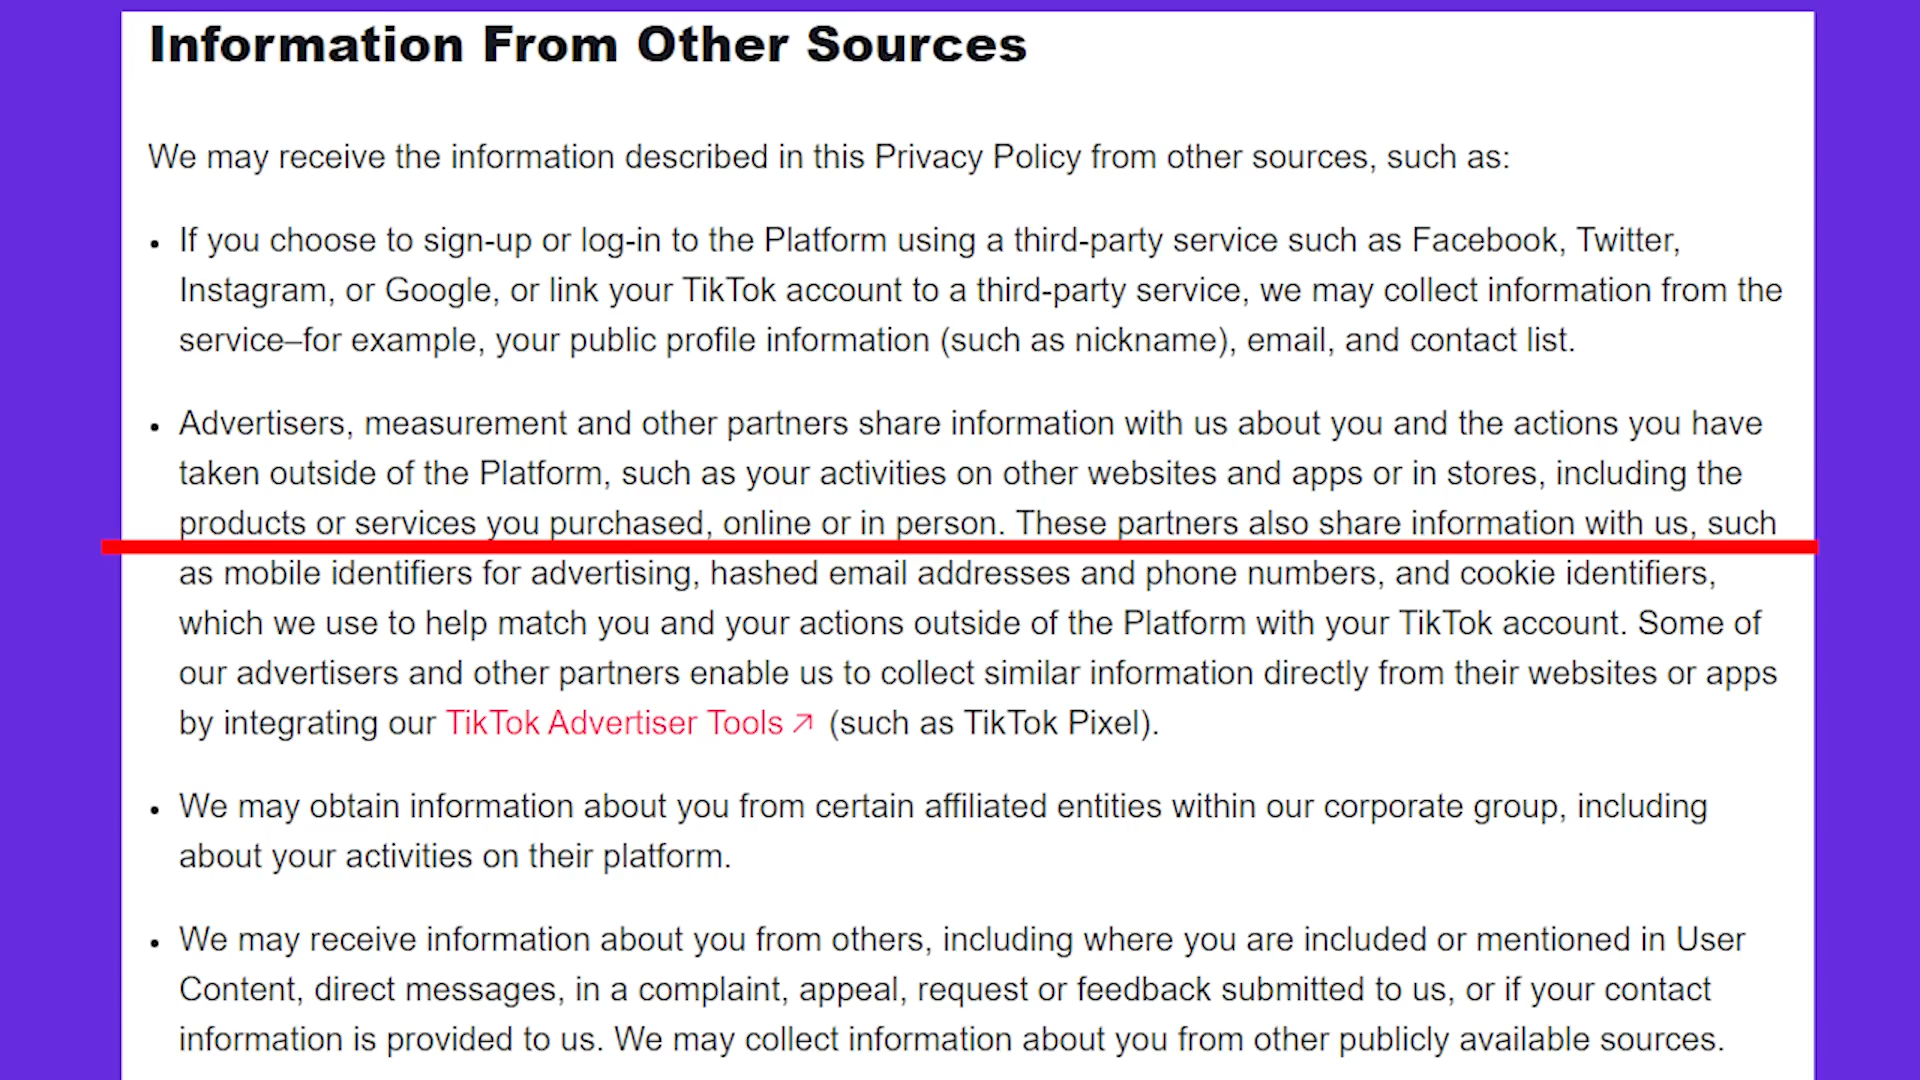 Information From Other Sources
We may receive the information described in this Privacy Policy from other sources, such as:
• If you choose to sign-up or log-in to the Platform using a third-party service such as Facebook, Twitter,
Instagram, or Google, or link your TikTok account to a third-party service, we may collect information from the
service–for example, your public profile information (such as nickname), email, and contact list.
• Advertisers, measurement and other partners share information with us about you and the actions you have
taken outside of the Platform, such as your activities on other websites and apps or in stores, including the
products or services you purchased, online or in person. These partners also share information with us, such
as mobile identifiers for advertising, hashed email addresses and phone numbers, and cookie identifiers,
which we use to help match you and your actions outside of the Platform with your TikTok account. Some of
our advertisers and other partners enable us to collect similar information directly from their websites or apps
by integrating our TikTok Advertiser Tools ↗ (such as TikTok Pixel).
• We may obtain information about you from certain affiliated entities within our corporate group, including
about your activities on their platform.
• We may receive information about you from others, including where you are included or mentioned in User
Content, direct messages, in a complaint, appeal, request or feedback submitted to us, or if your contact
information is provided to us. We may collect information about you from other publicly available sources.